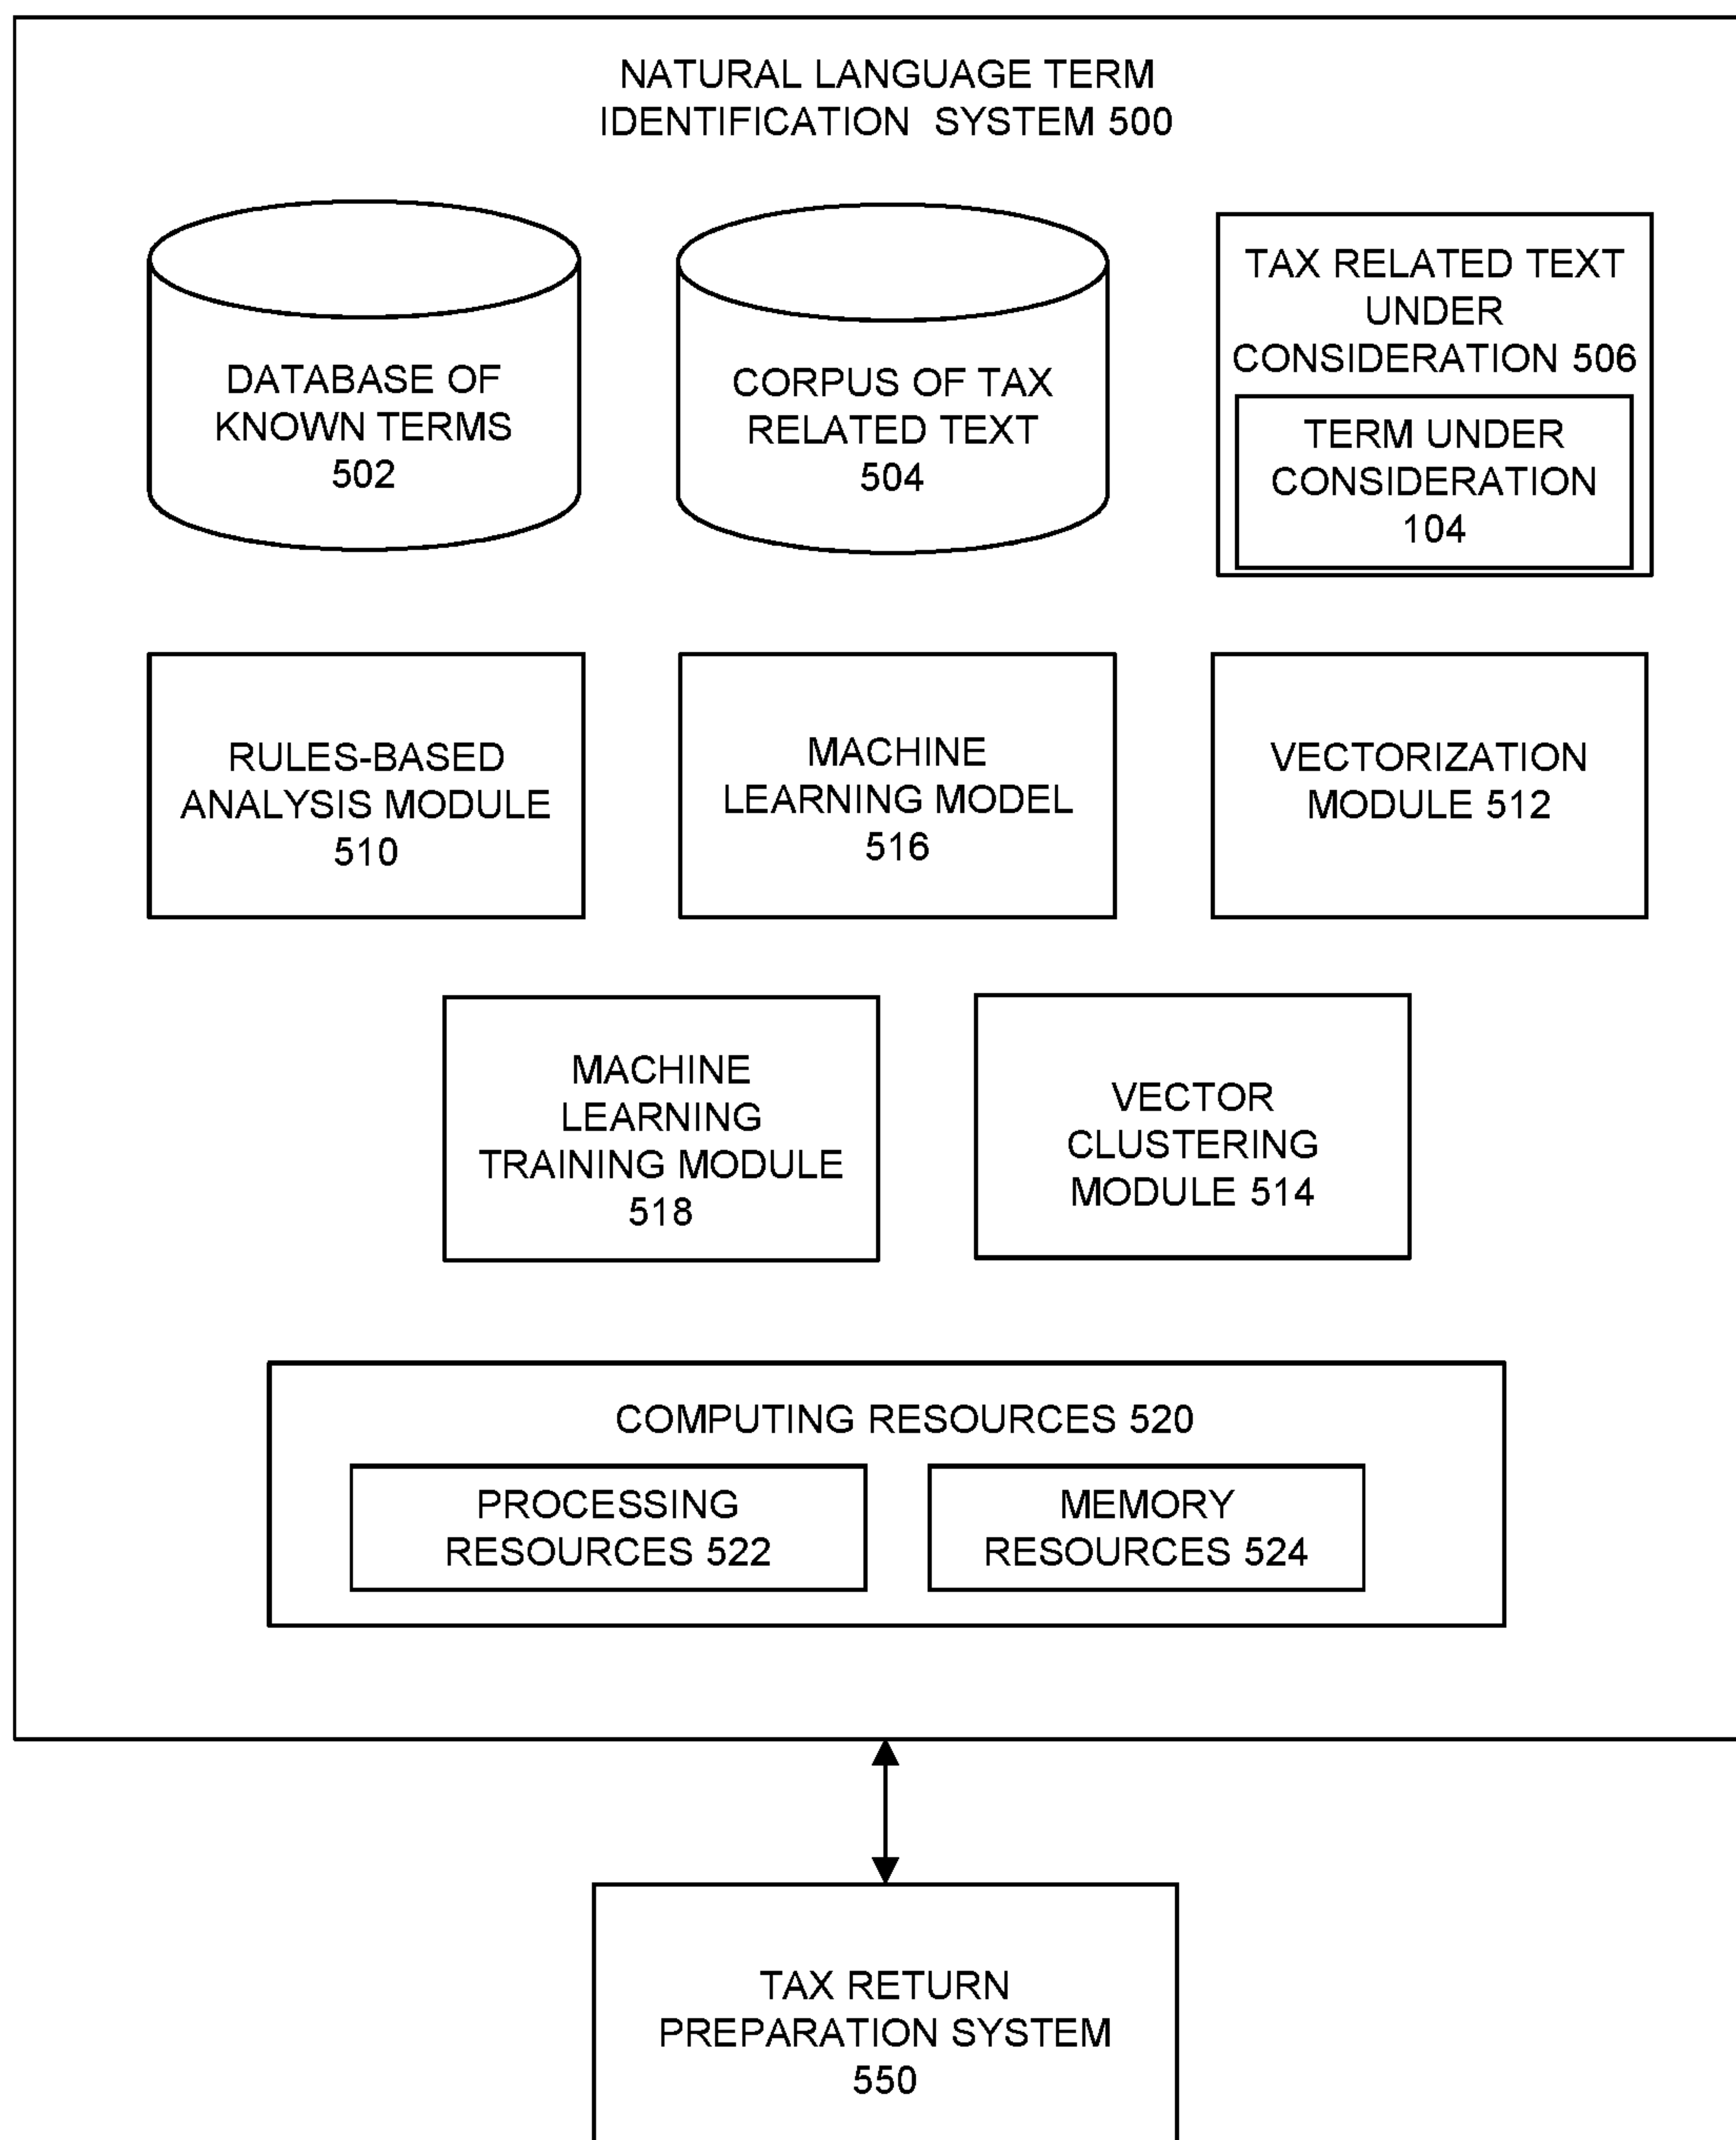 NATURAL LANGUAGE TERM
IDENTIFICATION SYSTEM 500
DATABASE OF
KNOWN TERMS
502
CORPUS OF TAX
RELATED TEXT
504
TAX RELATED TEXT
UNDER
CONSIDERATION 506
TERM UNDER
CONSIDERATION
104
RULES-BASED
ANALYSIS MODULE
510
MACHINE
LEARNING MODEL
516
VECTORIZATION
MODULE 512
MACHINE
LEARNING
TRAINING MODULE
518
VECTOR
CLUSTERING
MODULE 514
COMPUTING RESOURCES 520
PROCESSING
RESOURCES 522
MEMORY
RESOURCES 524
TAX RETURN
PREPARATION SYSTEM
550